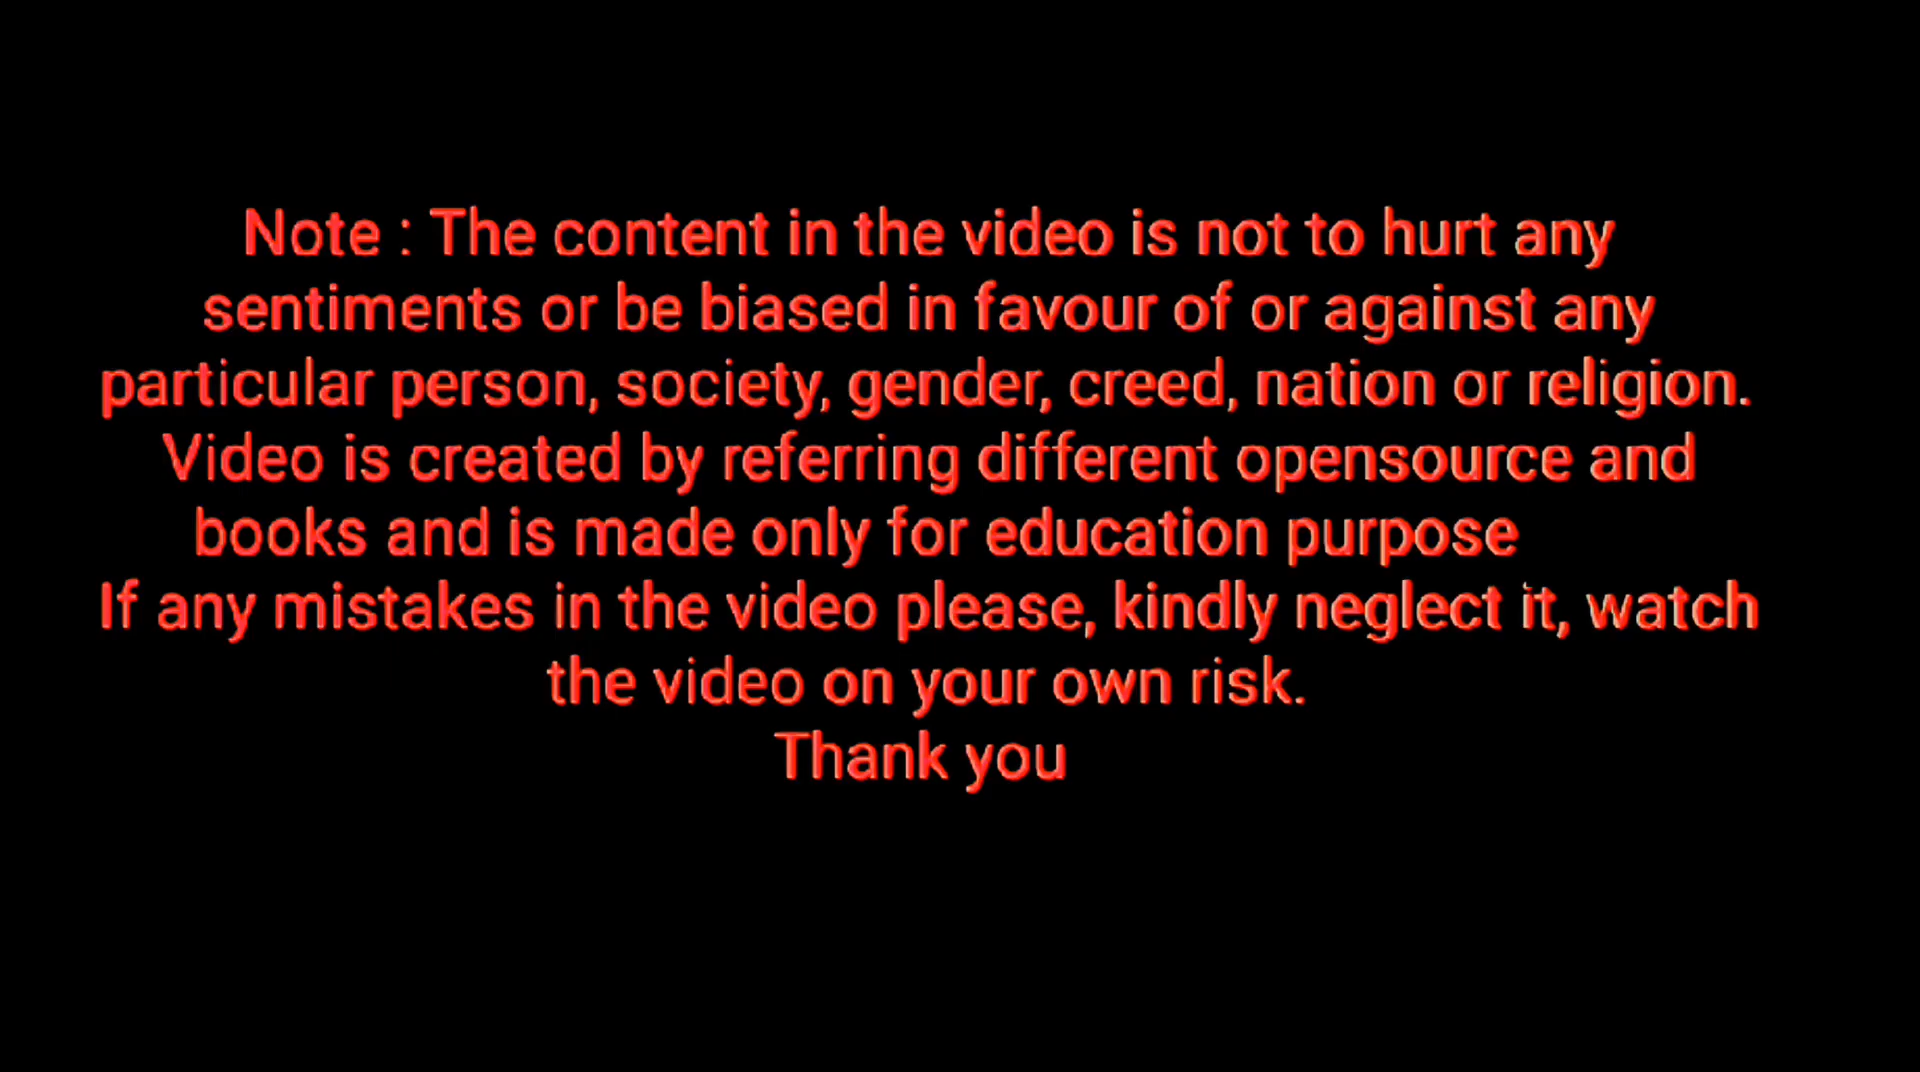 Note : The content in the video is not to hurt any
sentiments or be biased in favour of or against any
particular person, society, gender, creed, nation or religion.
Video is created by referring different opensource and
books and is made only for education purpose
If any mistakes in the video please, kindly neglect it, watch
the video on your own risk.
Thank you